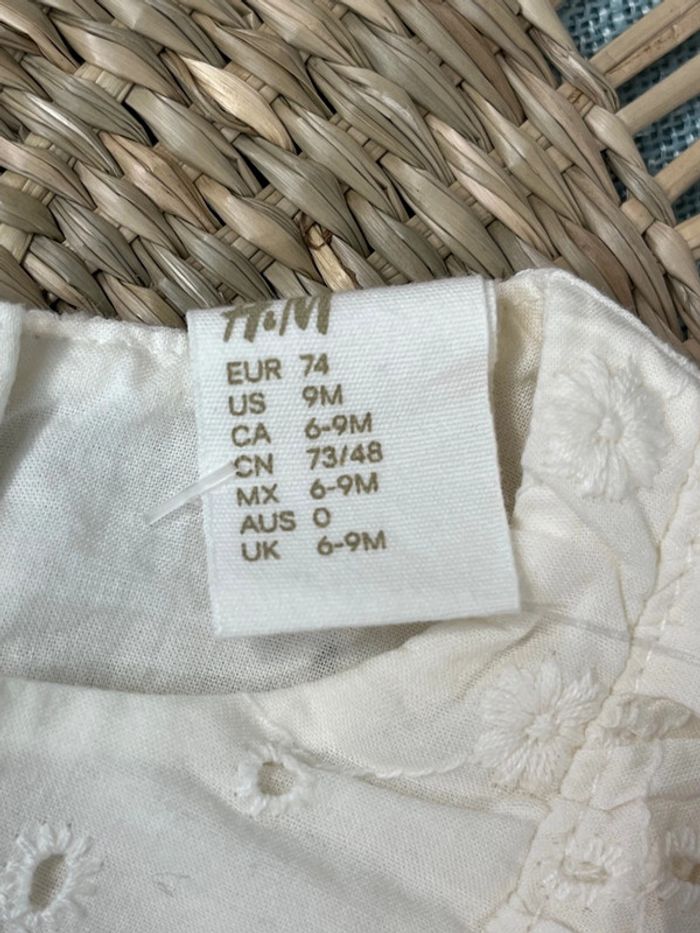 H&M
EUR 74
US 9M
CA 6-9M
CN 73/48
MX 6-9M
AUS 0
UK 6-9M